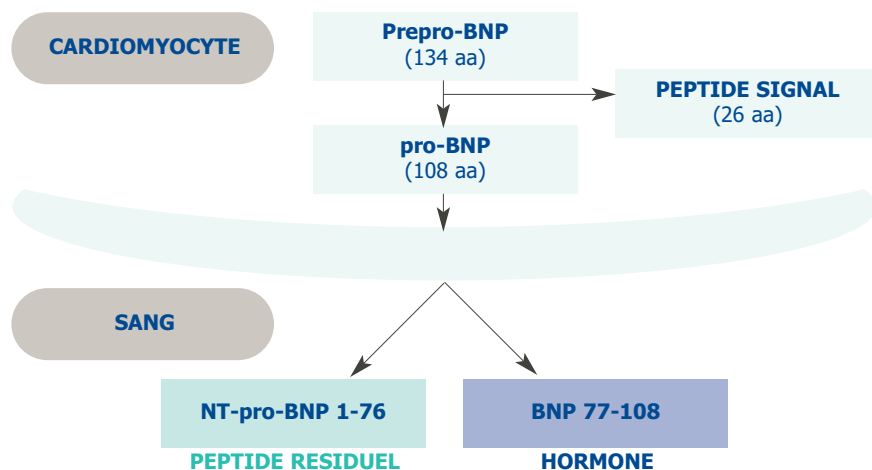 CARDIOMYOCYTE
Prepro-BNP
(134 aa)
PEPTIDE SIGNAL
(26 aa)
pro-BNP
(108 aa)
SANG
NT-pro-BNP 1-76
BNP 77-108
PEPTIDE RESIDUEL
HORMONE